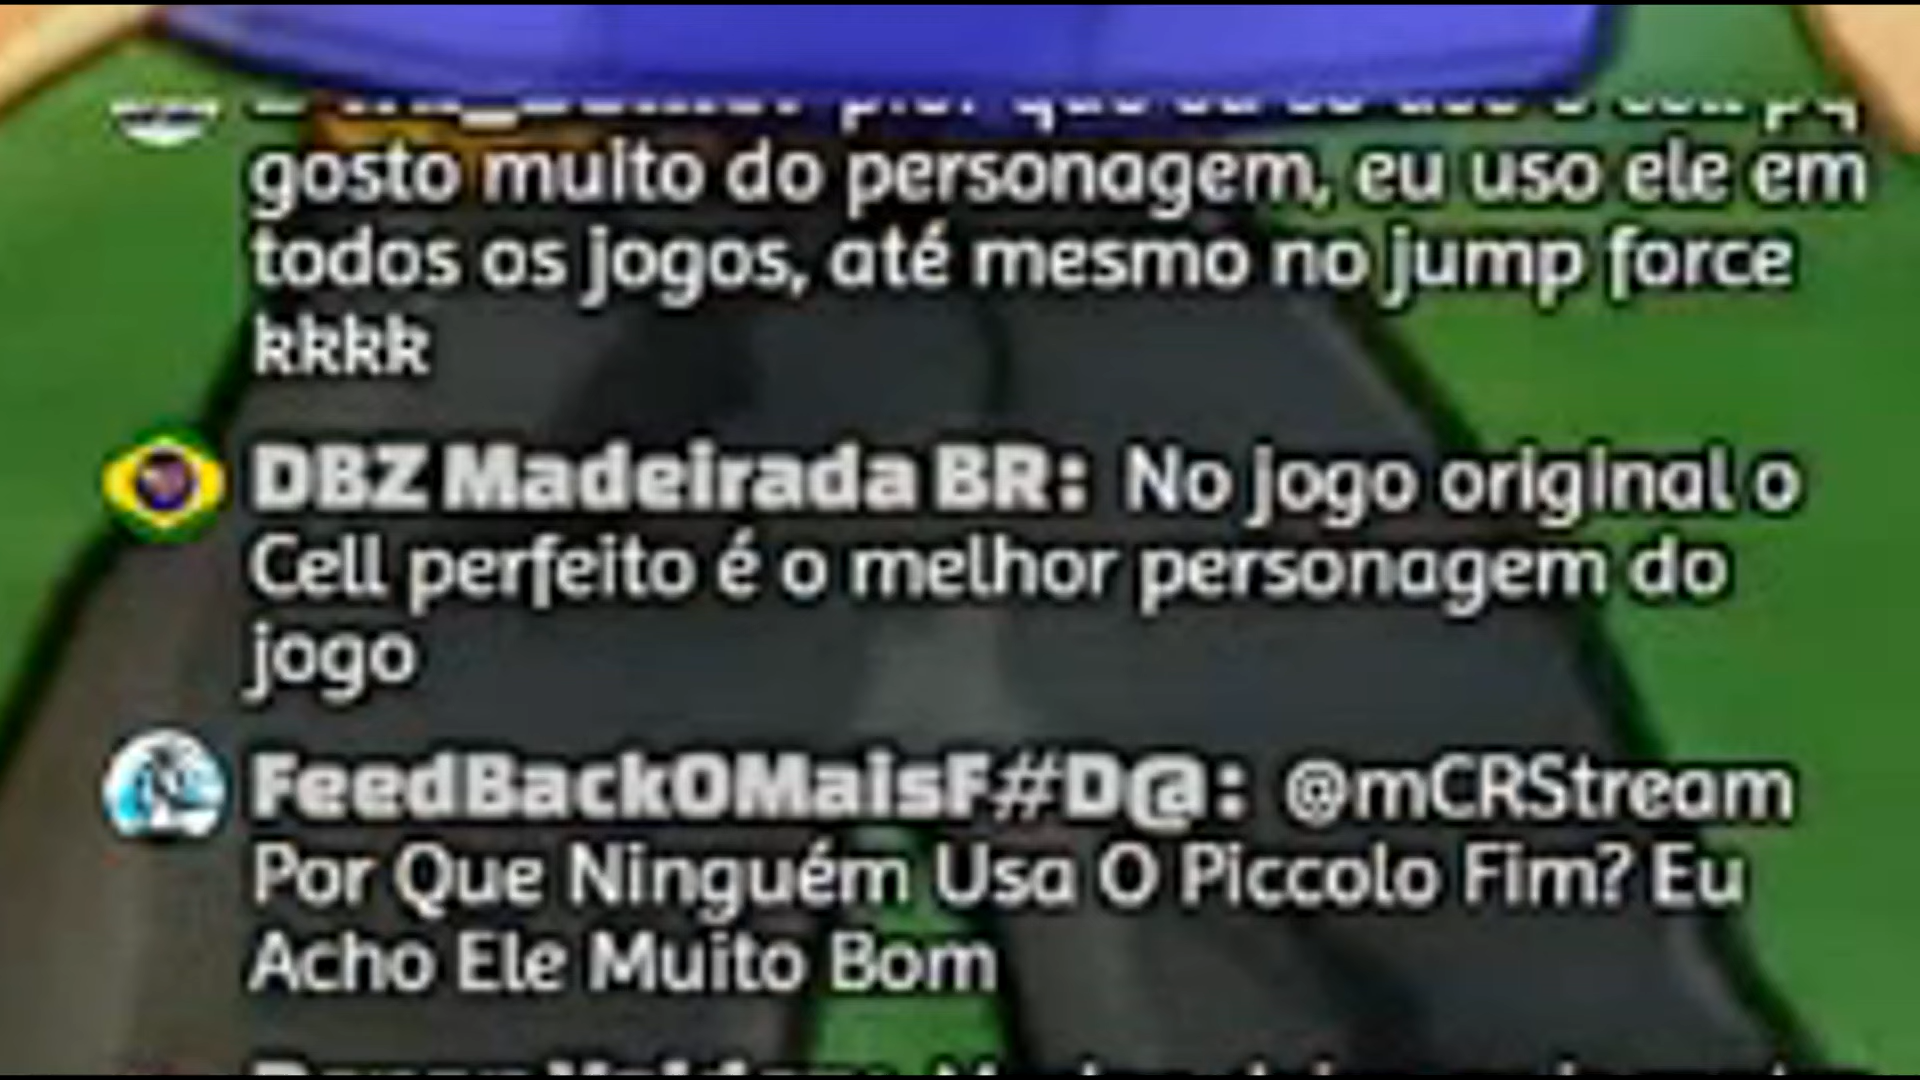 gosto muito do personagem, eu uso ele em
todos os jogos, até mesmo no jump force
kkkk
DBZ Madeirada BR: No jogo original o
Cell perfeito é o melhor personagem do
jogo
FeedBackOMaisF#D@: @mCRStream
Por Que Ninguém Usa O Piccolo Fim? Eu
Acho Ele Muito Bom